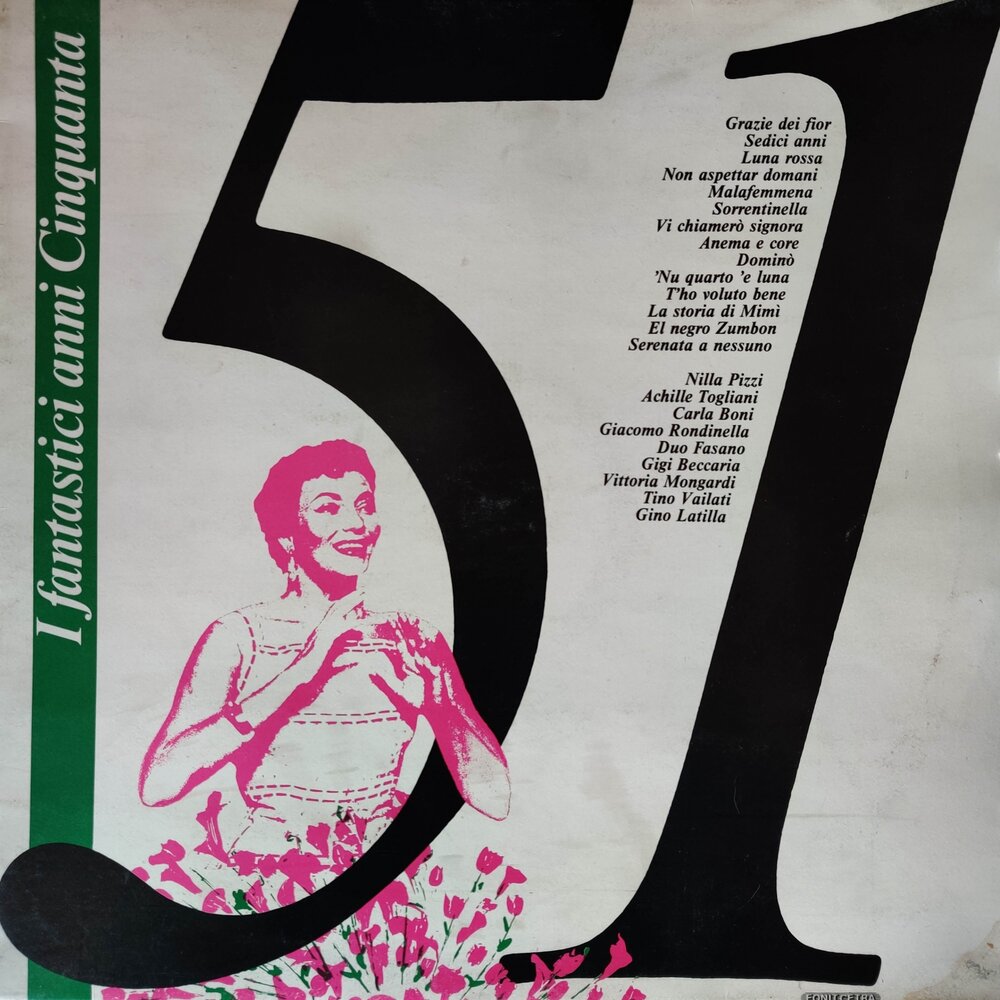 I fantastici anni Cinquanta
51
Grazie dei fior
Sedici anni
Luna rossa
Non aspettar domani
Malafemmena
Sorrentinella
Vi chiamerò signora
Anema e core
Dominò
'Nu quarto 'e luna
T'ho voluto bene
La storia di Mimì
El negro Zumbon
Serenata a nessuno
Nilla Pizzi
Achille Togliani
Carla Boni
Giacomo Rondinella
Duo Fasano
Gigi Beccaria
Vittoria Mongardi
Tino Vailati
Gino Latilla
FONIT CETRA